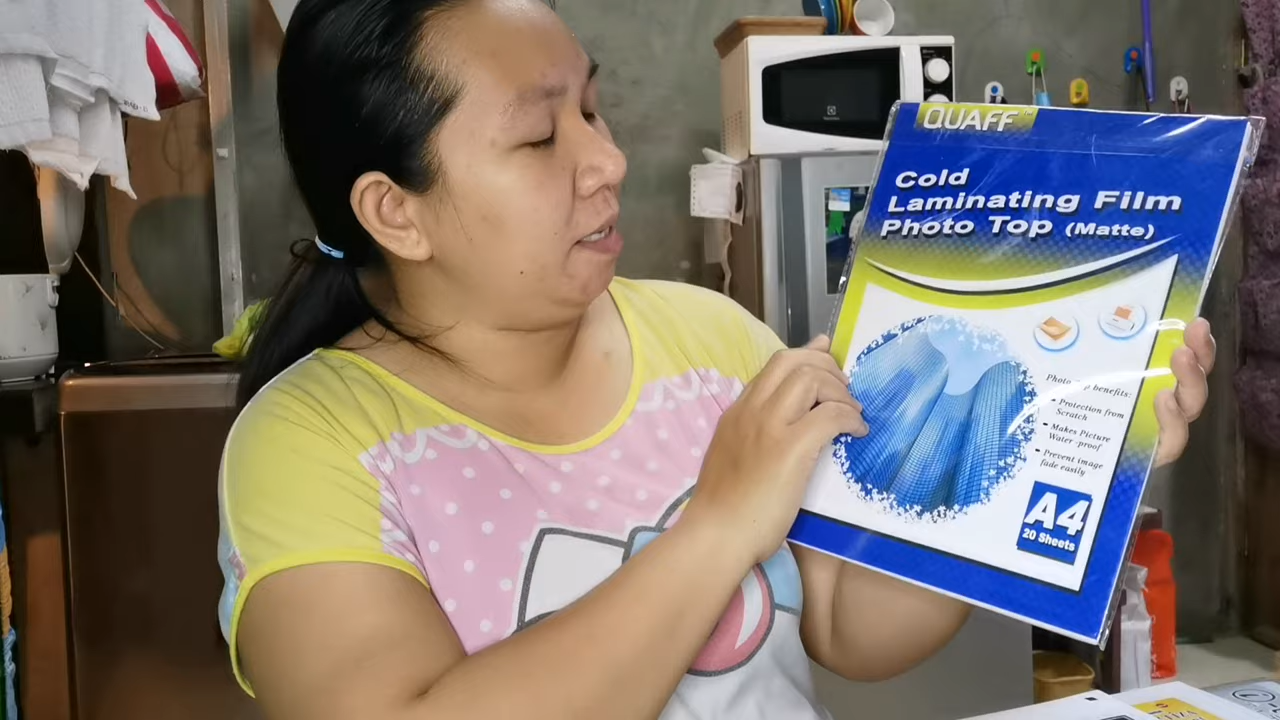 QUAFF™
Cold
Laminating Film
Photo Top (Matte)
Photo Top benefits:
- Protection from
Scratch
- Makes Picture
Water-proof
- Prevent image
fade easily
A4
20 Sheets